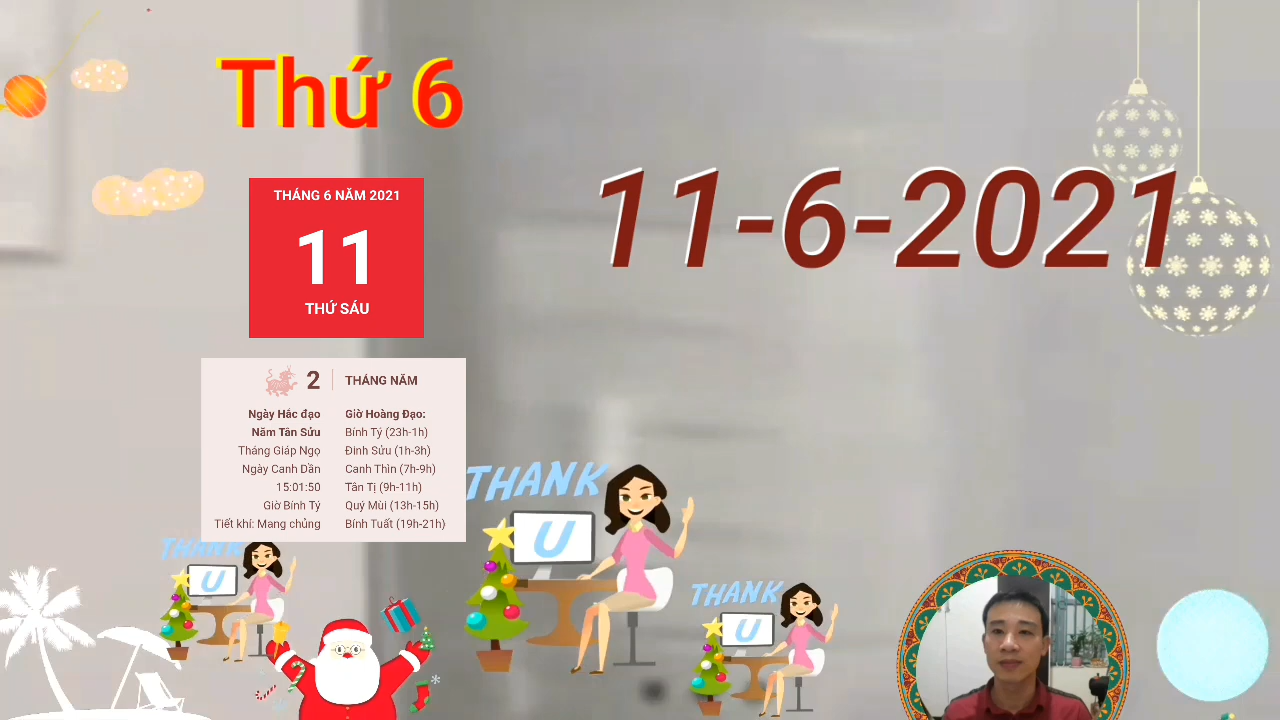 Thứ 6
THÁNG 6 NĂM 2021
11
THỨ SÁU
11-6-2021
2
THÁNG NĂM
Ngày Hắc đạo
Năm Tân Sửu
Tháng Giáp Ngọ
Ngày Canh Dần
15:01:50
Giờ Bính Tý
Tiết khí: Mang chủng
Giờ Hoàng Đạo:
Bính Tý (23h-1h)
Đinh Sửu (1h-3h)
Canh Thìn (7h-9h)
Tân Tị (9h-11h)
Quý Mùi (13h-15h)
Bính Tuất (19h-21h)
THANK
U
THANK
U
THANK
U